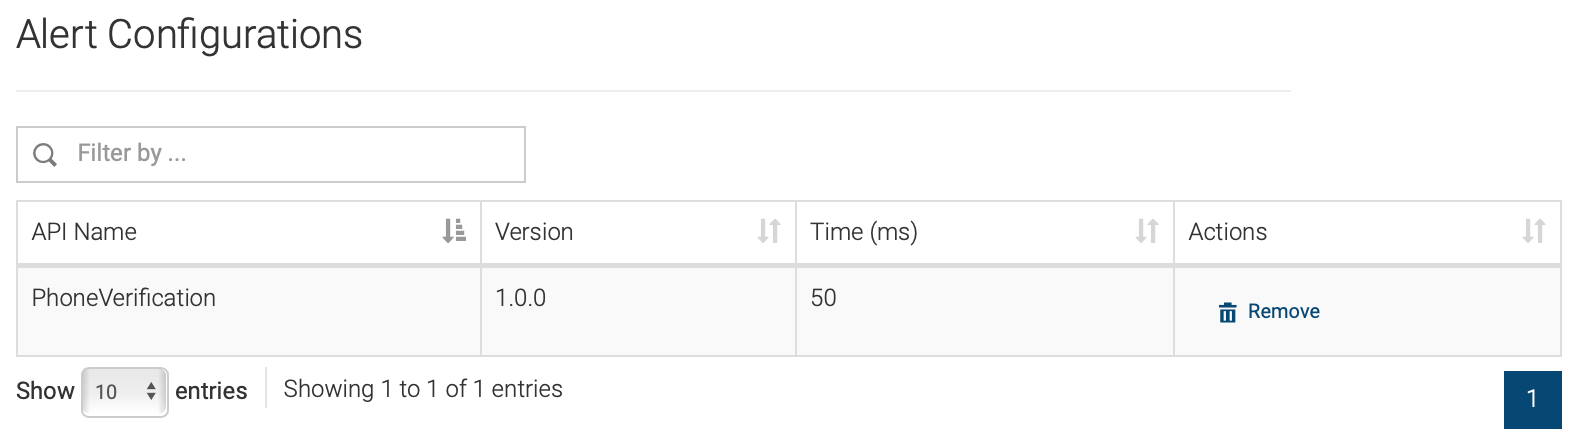 Alert Configurations
Filter by ...
API Name Version Time (ms) Actions
PhoneVerification 1.0.0 50 Remove
Show 10 entries Showing 1 to 1 of 1 entries 1